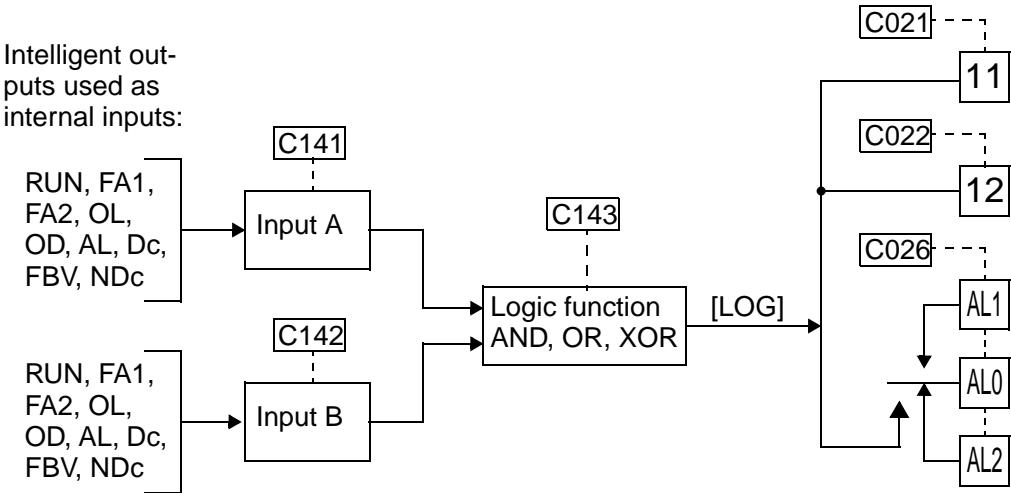 Intelligent out-
puts used as
internal inputs:
RUN, FA1,
FA2, OL,
OD, AL, Dc,
FBV, NDc
C141
Input A
RUN, FA1,
FA2, OL,
OD, AL, Dc,
FBV, NDc
C142
Input B
C143
Logic function
AND, OR, XOR
[LOG]
C021
11
C022
12
C026
AL1
AL0
AL2